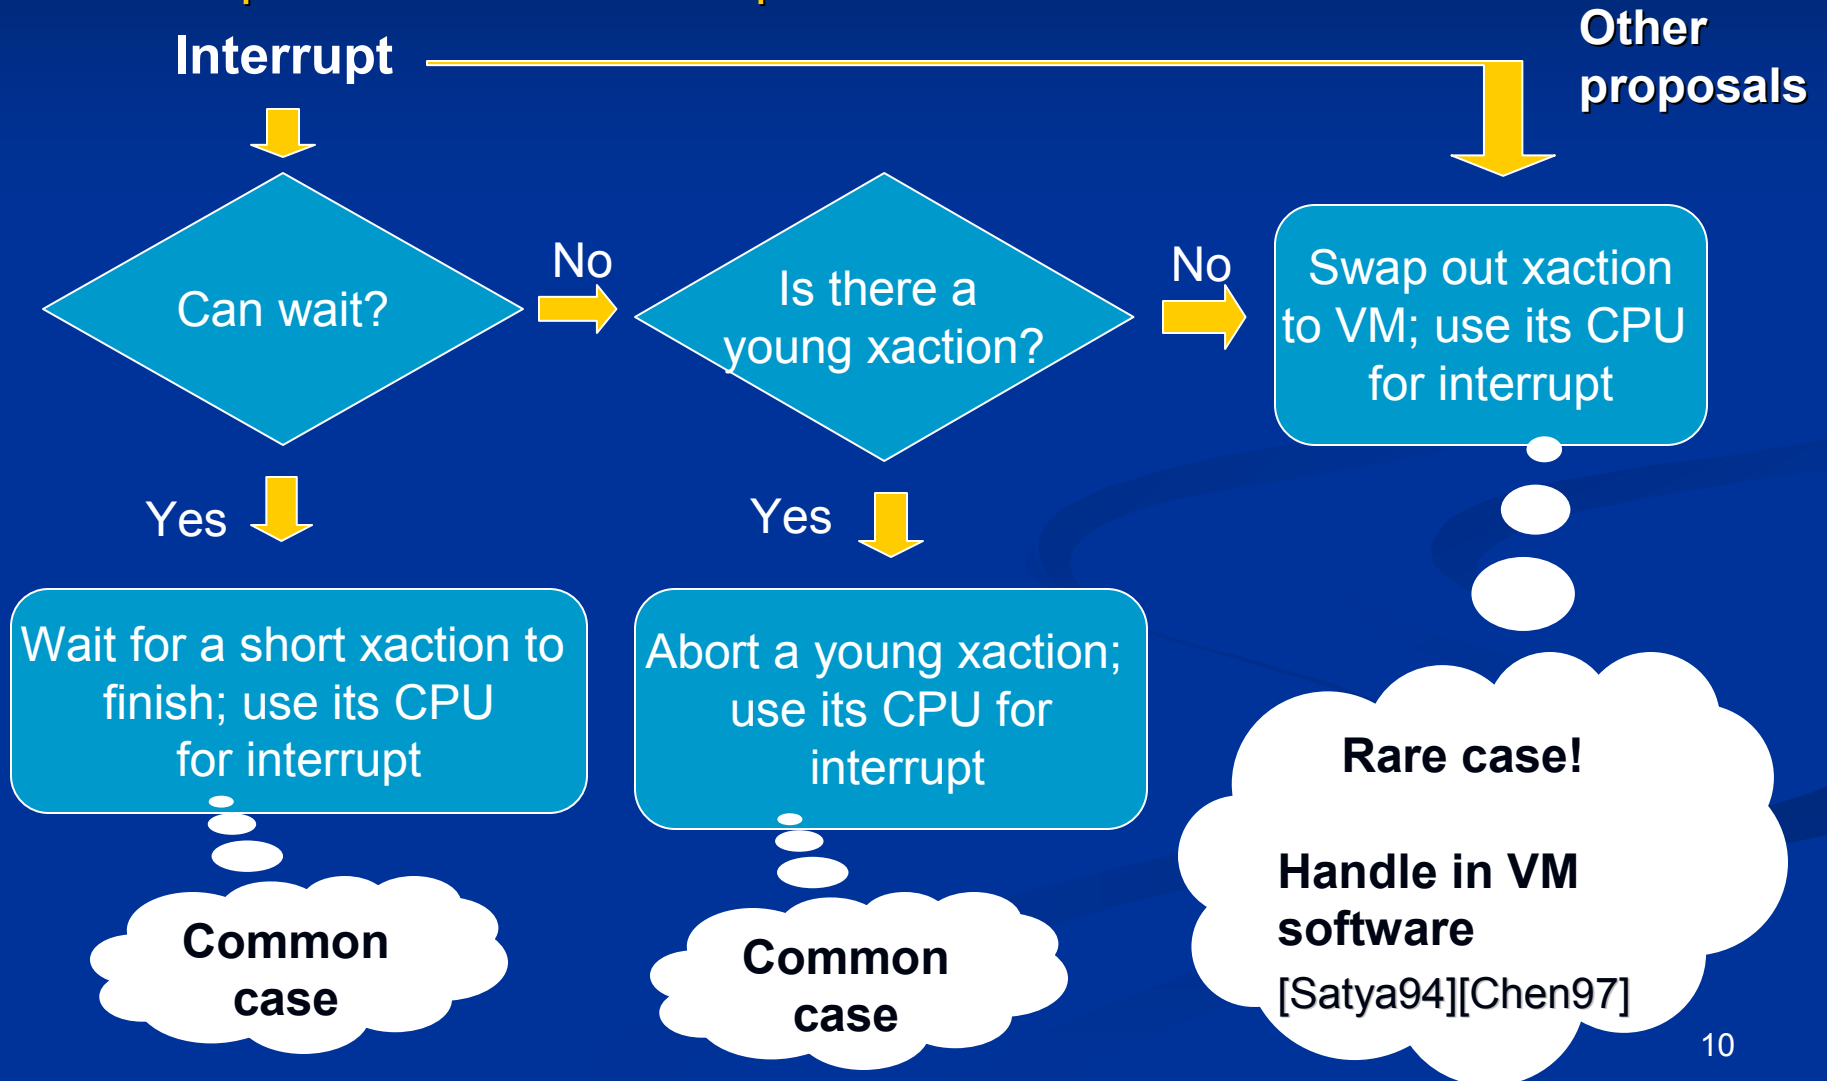 Interrupt
Other
proposals
Can wait?
No
Is there a
young xaction?
No
Swap out xaction
to VM; use its CPU
for interrupt
Yes
Yes
Wait for a short xaction to
finish; use its CPU
for interrupt
Abort a young xaction;
use its CPU for
interrupt
Common
case
Common
case
Rare case!
Handle in VM
software
[Satya94][Chen97]
10